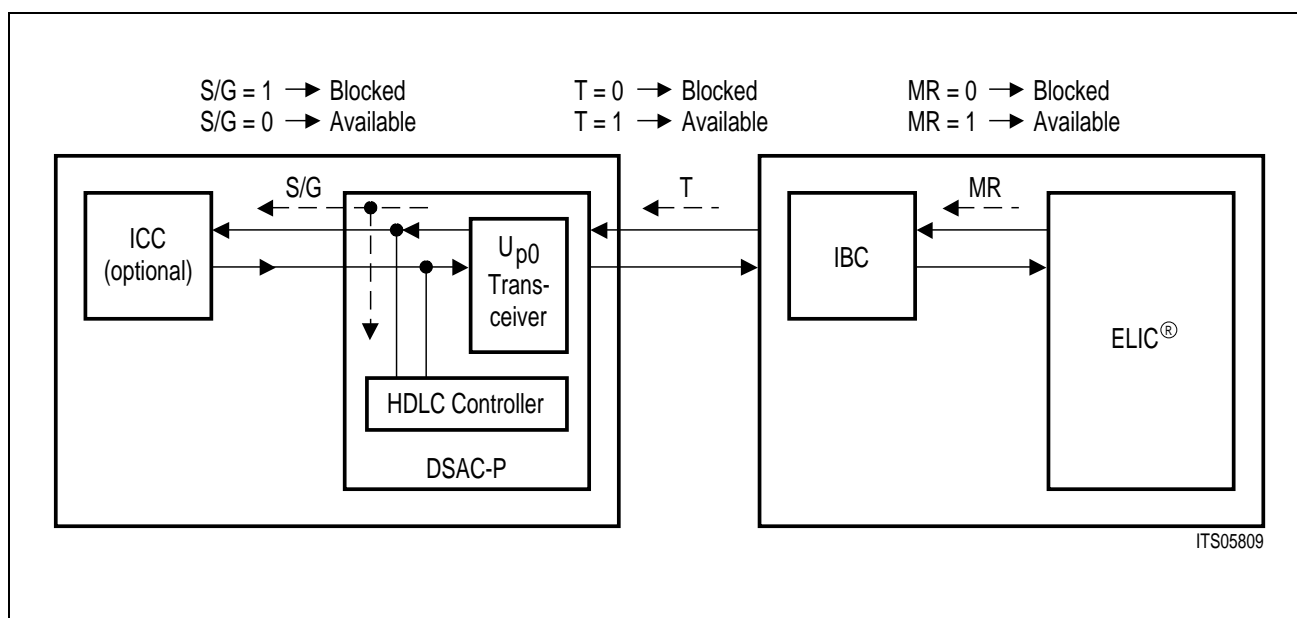 S/G = 1 → Blocked
S/G = 0 → Available
T = 0 → Blocked
T = 1 → Available
MR = 0 → Blocked
MR = 1 → Available
S/G
T
MR
ICC
(optional)
Up0
Trans-
ceiver
HDLC Controller
DSAC-P
IBC
ELIC®
ITS05809